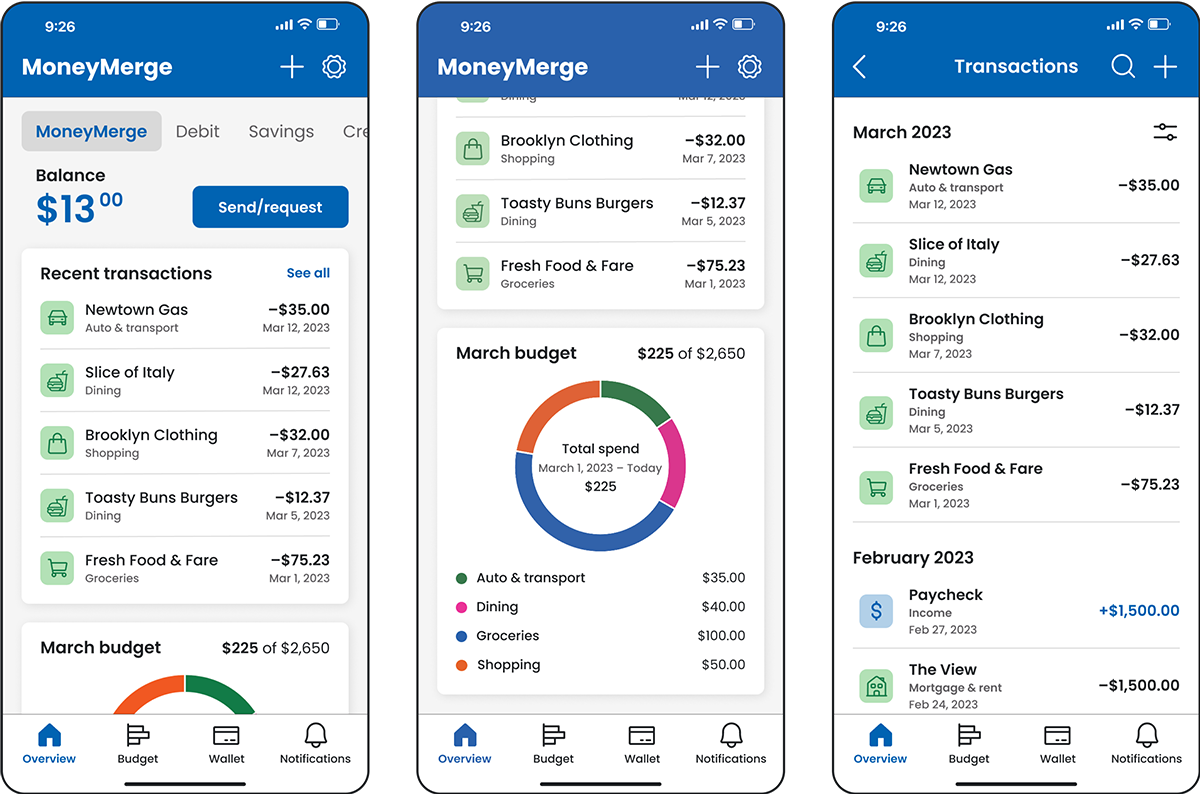 9:26
MoneyMerge
MoneyMerge Debit Savings Cre
Balance
$13 00
Send/request
Recent transactions See all
Newtown Gas –$35.00
Auto & transport Mar 12, 2023
Slice of Italy –$27.63
Dining Mar 12, 2023
Brooklyn Clothing –$32.00
Shopping Mar 7, 2023
Toasty Buns Burgers –$12.37
Dining Mar 5, 2023
Fresh Food & Fare –$75.23
Groceries Mar 1, 2023
March budget $225 of $2,650
Overview Budget Wallet Notifications
9:26
MoneyMerge
Dining Mar 12, 2023
Brooklyn Clothing –$32.00
Shopping Mar 7, 2023
Toasty Buns Burgers –$12.37
Dining Mar 5, 2023
Fresh Food & Fare –$75.23
Groceries Mar 1, 2023
March budget $225 of $2,650
Total spend
March 1, 2023 – Today
$225
Auto & transport $35.00
Dining $40.00
Groceries $100.00
Shopping $50.00
Overview Budget Wallet Notifications
9:26
Transactions
March 2023
Newtown Gas
Auto & transport –$35.00
Mar 12, 2023
Slice of Italy
Dining –$27.63
Mar 12, 2023
Brooklyn Clothing
Shopping –$32.00
Mar 7, 2023
Toasty Buns Burgers
Dining –$12.37
Mar 5, 2023
Fresh Food & Fare
Groceries –$75.23
Mar 1, 2023
February 2023
Paycheck
Income +$1,500.00
Feb 27, 2023
The View
Mortgage & rent –$1,500.00
Feb 24, 2023
Overview Budget Wallet Notifications